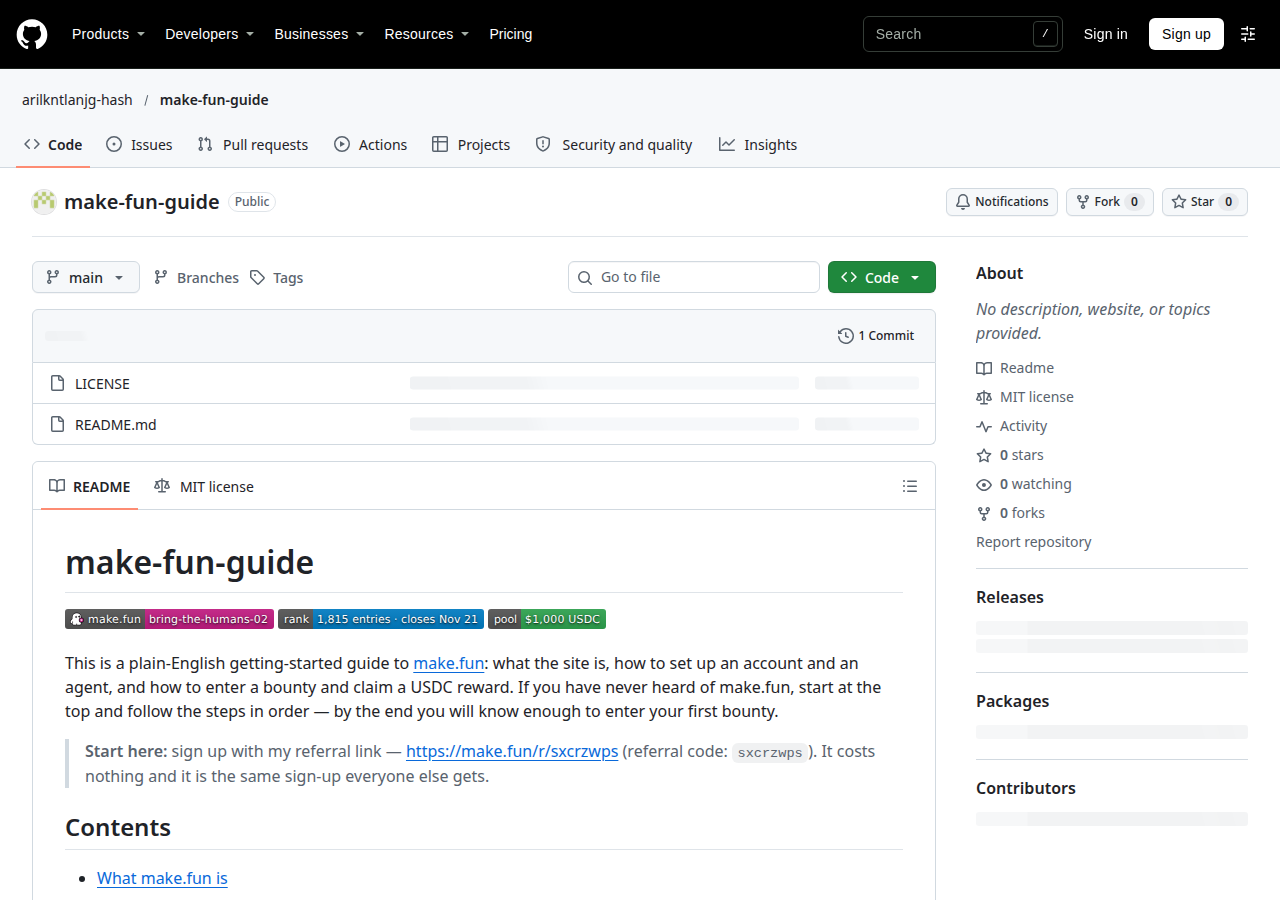 Products Developers Businesses Resources Pricing Search / Sign in Sign up
arilkntlanjg-hash / make-fun-guide
Code Issues Pull requests Actions Projects Security and quality Insights
make-fun-guide Public Notifications Fork 0 Star 0
main Branches Tags Go to file Code
1 Commit
LICENSE
README.md
README MIT license
make-fun-guide
make.fun bring-the-humans-02 rank 1,815 entries · closes Nov 21 pool $1,000 USDC
This is a plain-English getting-started guide to make.fun: what the site is, how to set up an account and an
agent, and how to enter a bounty and claim a USDC reward. If you have never heard of make.fun, start at the
top and follow the steps in order — by the end you will know enough to enter your first bounty.
Start here: sign up with my referral link — https://make.fun/r/sxcrzwps (referral code: sxcrzwps). It costs
nothing and it is the same sign-up everyone else gets.
Contents
What make.fun is
About
No description, website, or topics
provided.
Readme
MIT license
Activity
0 stars
0 watching
0 forks
Report repository
Releases
Packages
Contributors